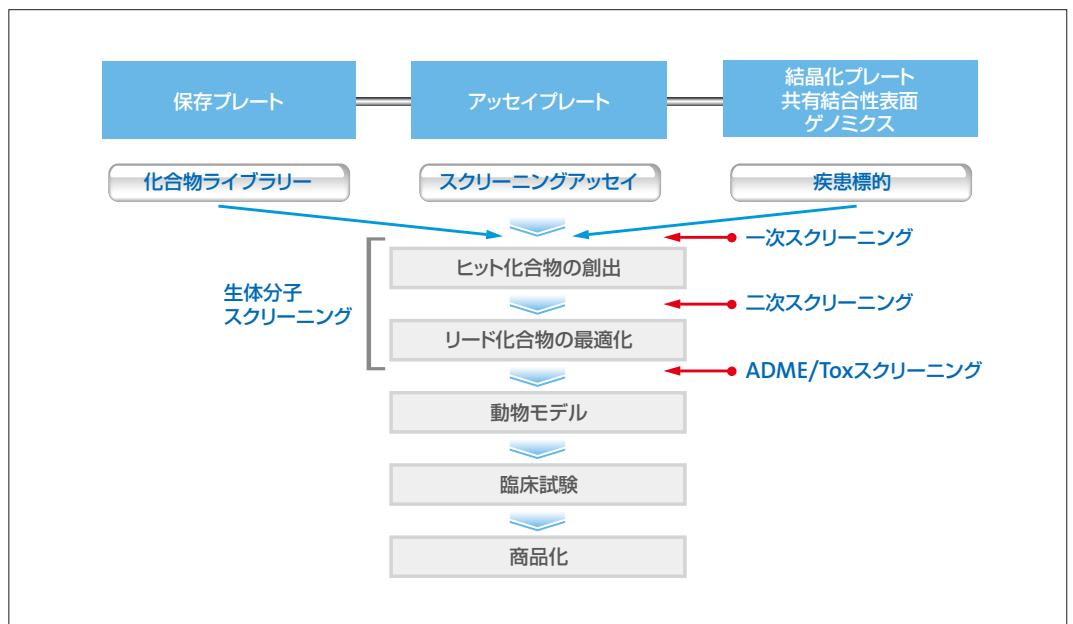 保存プレート
アッセイプレート
結晶化プレート
共有結合性表面
ゲノミクス
化合物ライブラリー
スクリーニングアッセイ
疾患標的
一次スクリーニング
ヒット化合物の創出
生体分子
スクリーニング
二次スクリーニング
リード化合物の最適化
ADME/Toxスクリーニング
動物モデル
臨床試験
商品化